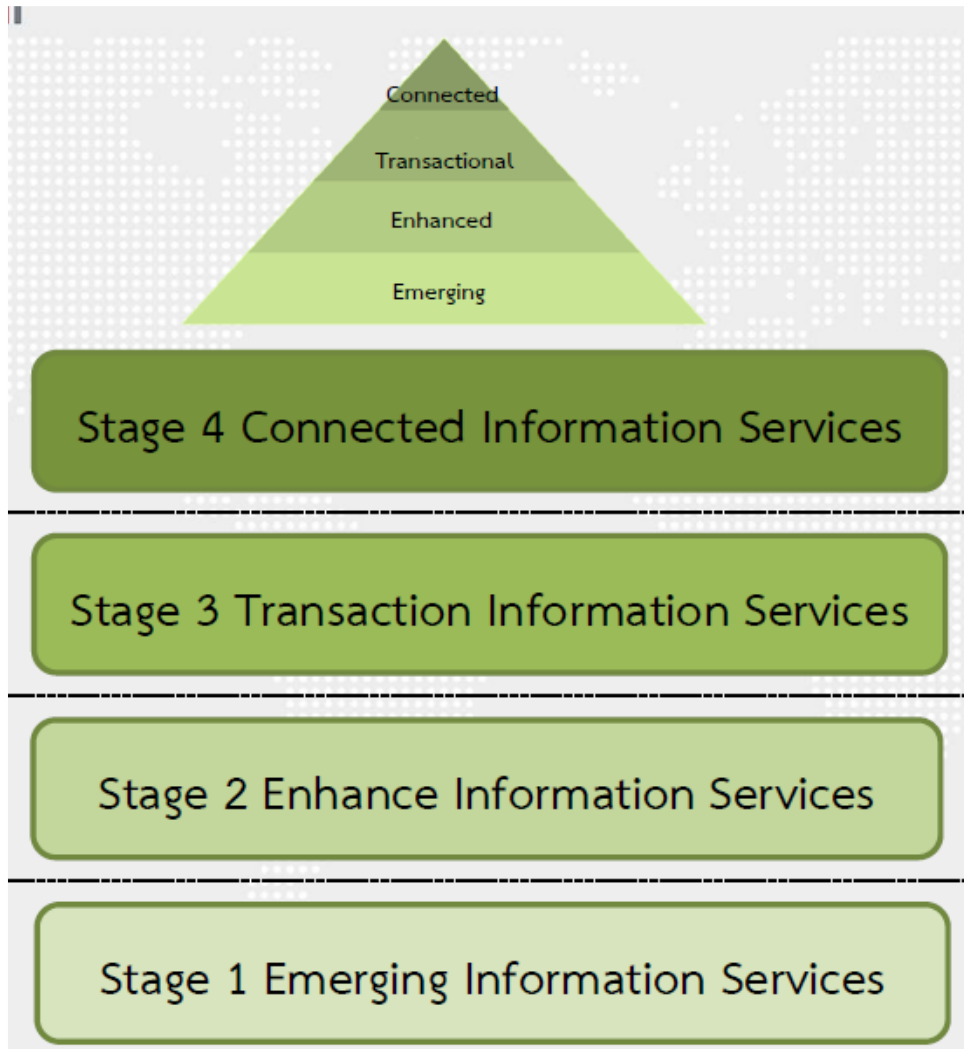 Connected
Transactional
Enhanced
Emerging
Stage 4 Connected Information Services
Stage 3 Transaction Information Services
Stage 2 Enhance Information Services
Stage 1 Emerging Information Services